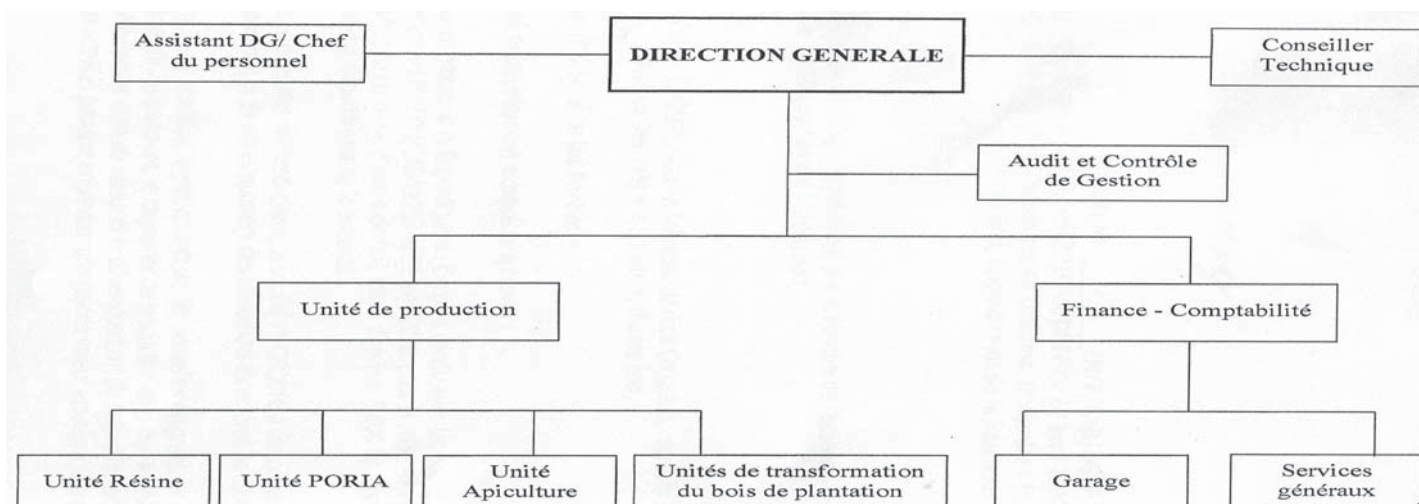 Assistant DG/ Chef
du personnel
DIRECTION GENERALE
Conseiller
Technique
Audit et Contrôle
de Gestion
Unité de production
Finance - Comptabilité
Unité Résine
Unité PORIA
Unité
Apiculture
Unités de transformation
du bois de plantation
Garage
Services
généraux